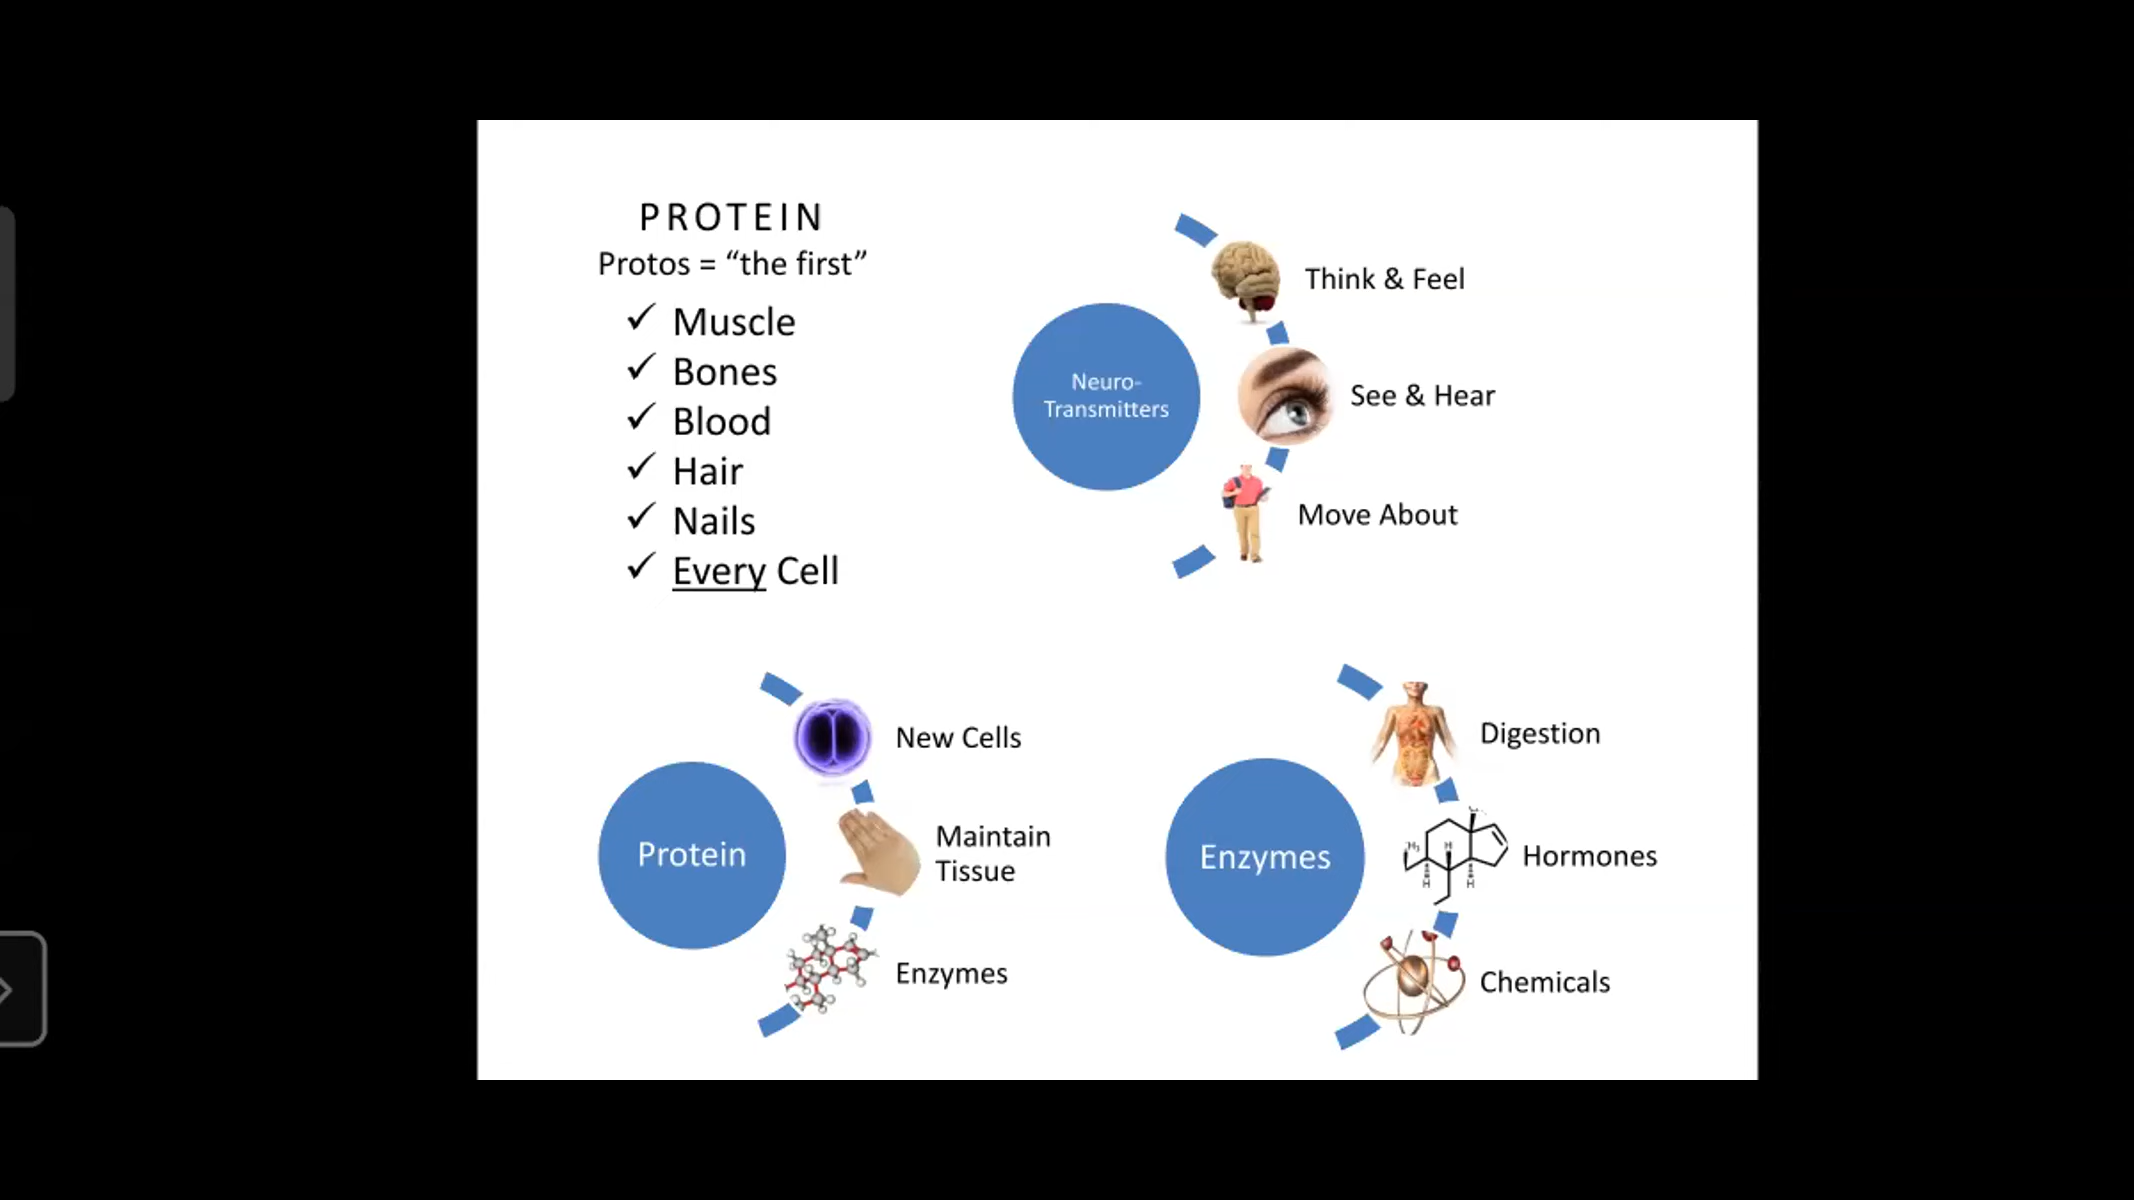 PROTEIN
Protos = “the first”
✓ Muscle
✓ Bones
✓ Blood
✓ Hair
✓ Nails
✓ Every Cell
Neuro-
Transmitters
Think & Feel
See & Hear
Move About
Protein
New Cells
Maintain
Tissue
Enzymes
Enzymes
Digestion
Hormones
H
H
H
Chemicals